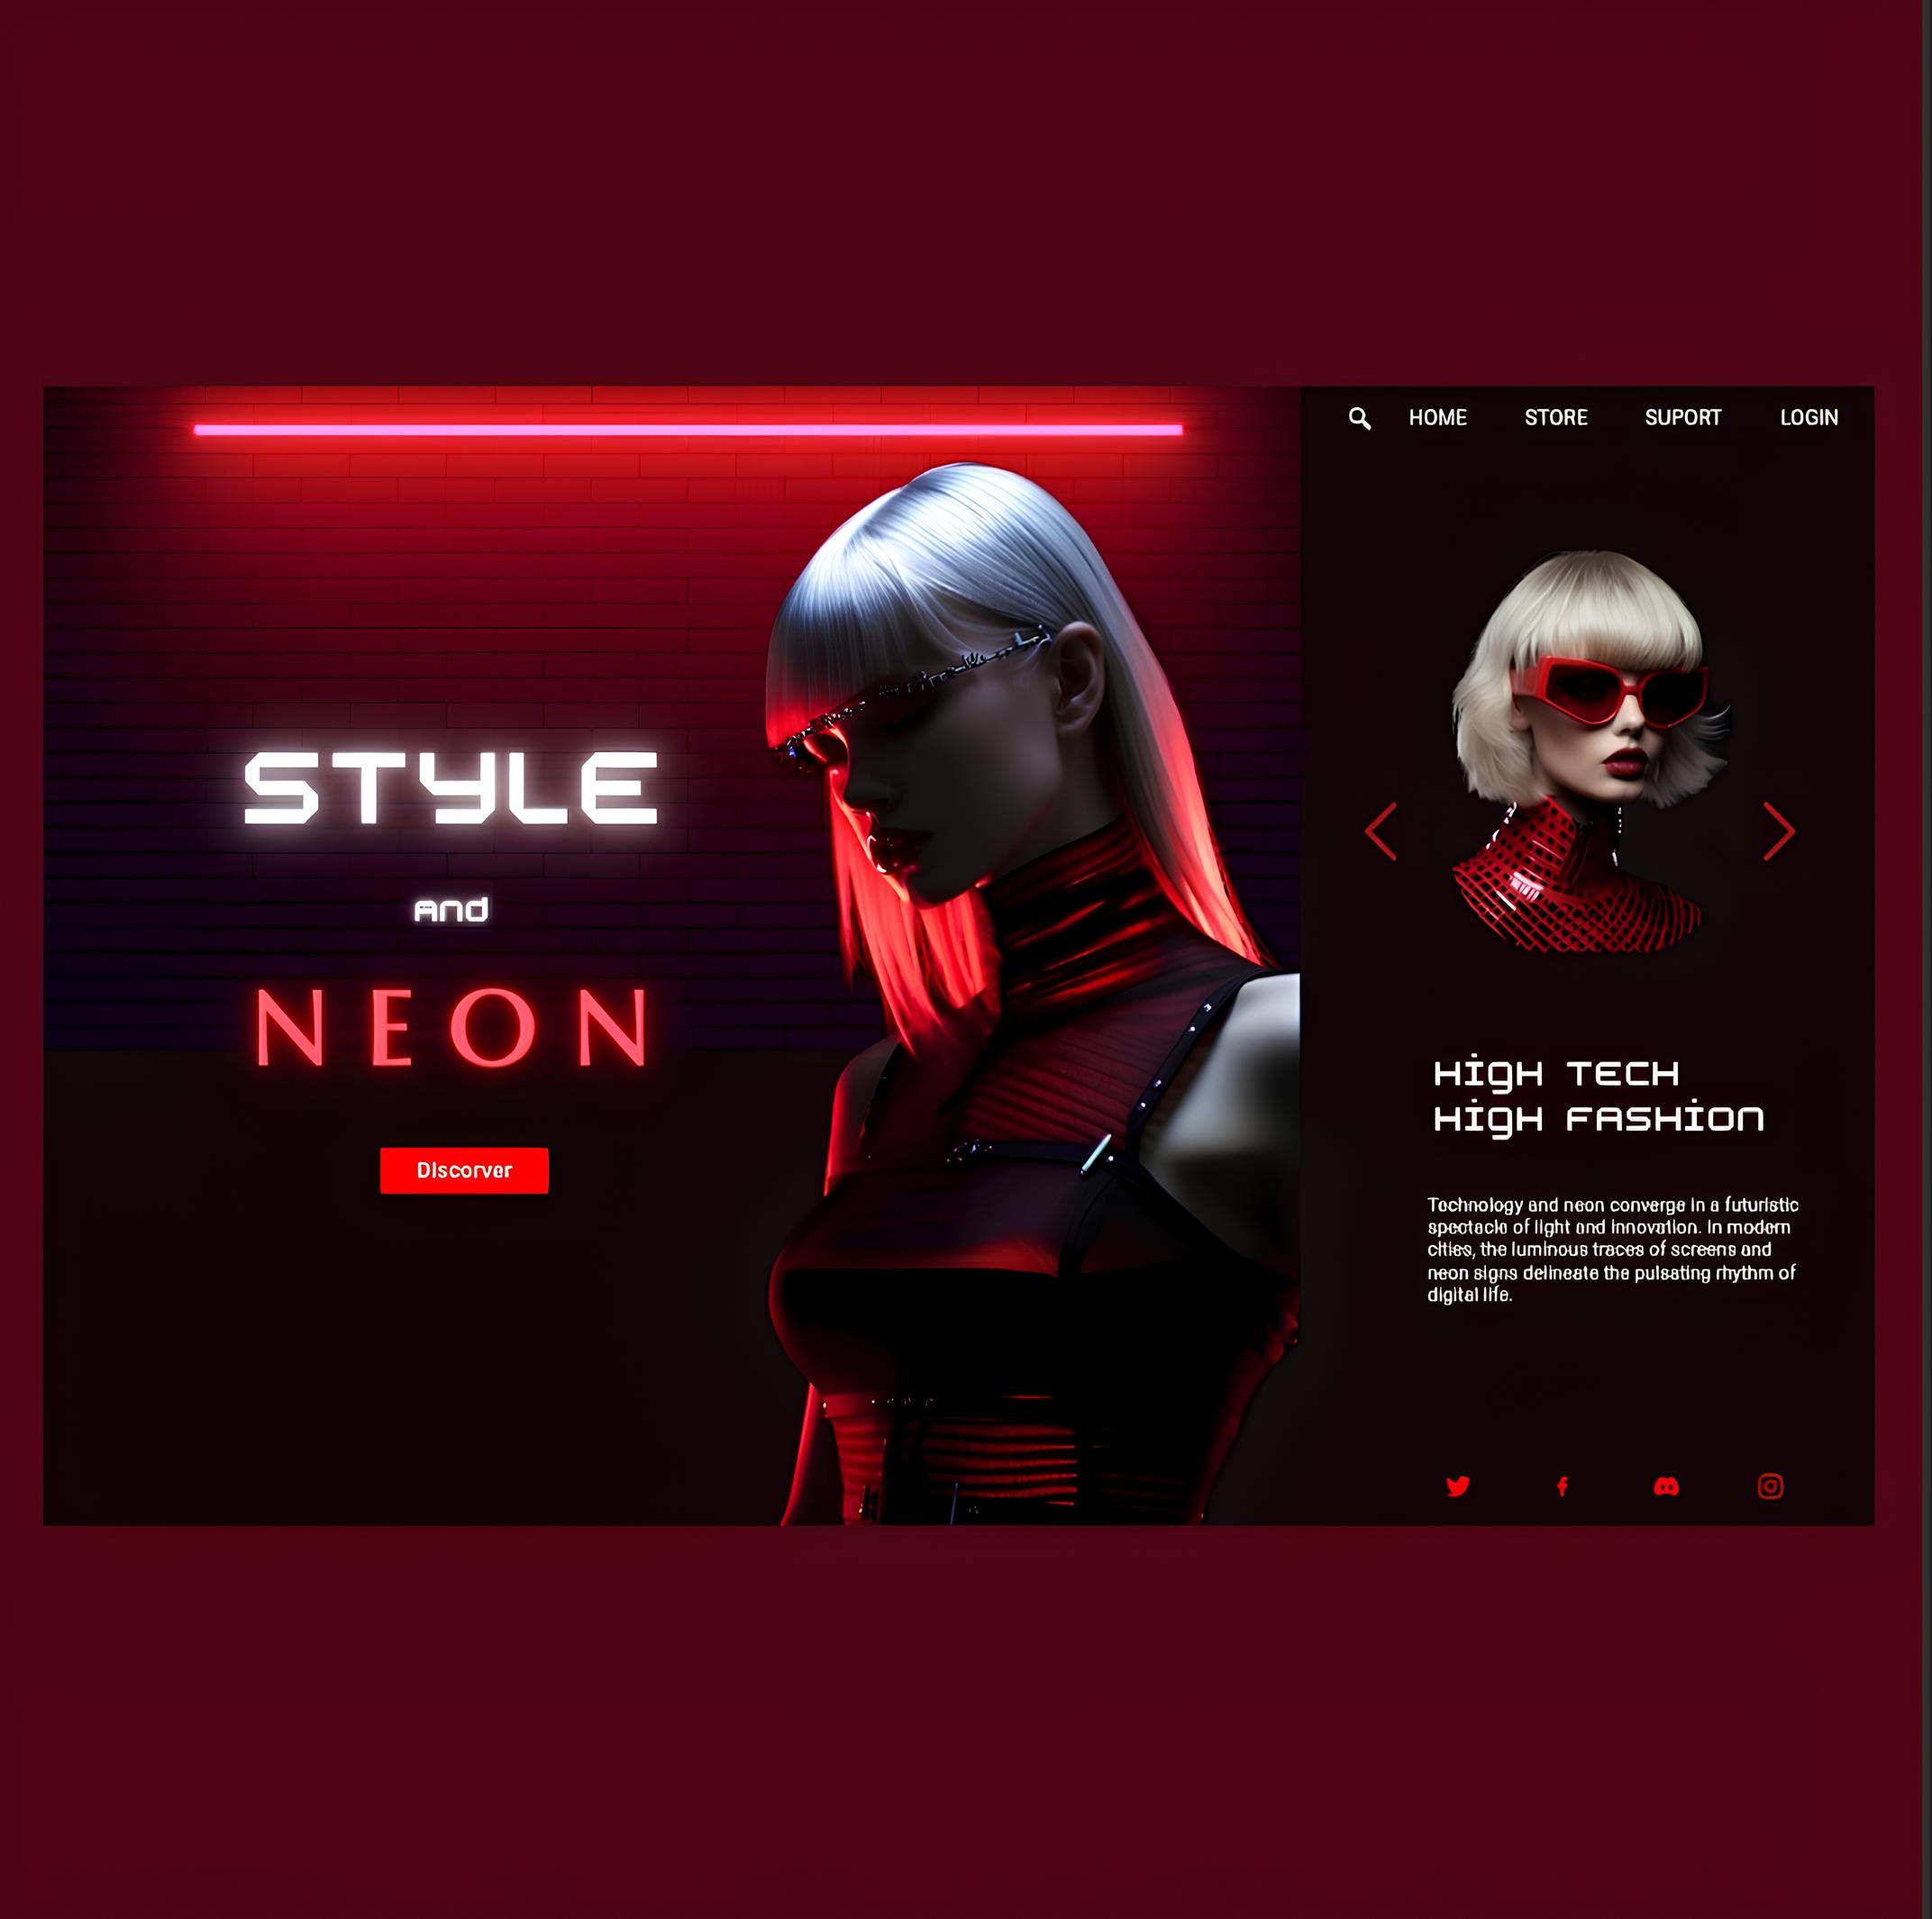 HOME STORE SUPORT LOGIN
STYLE
and
NEON
Discorver
HiGH TECH
HiGH FASHiON
Technology and neon converge in a futuristic
spectacle of light and innovation. In modern
cities, the luminous traces of screens and
neon signs delineate the pulsating rhythm of
digital life.